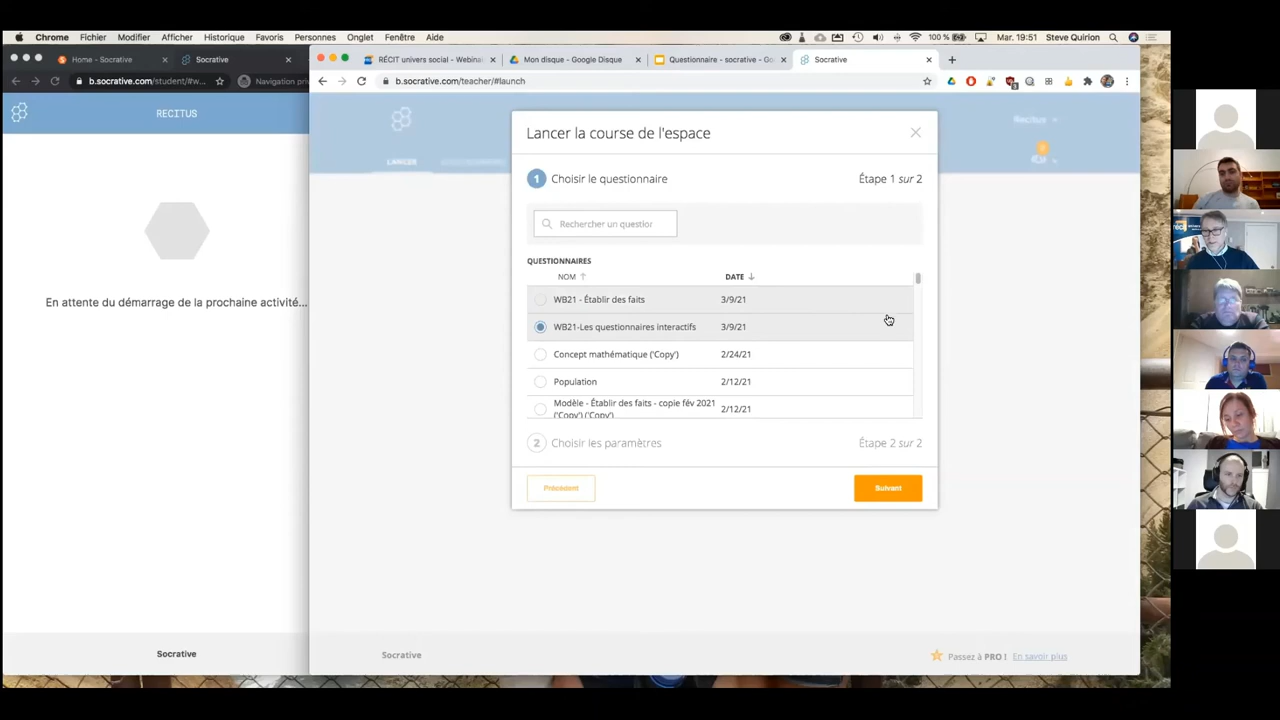 Chrome Fichier Modifier Afficher Historique Favoris Personnes Onglet Fenêtre Aide 100 % Mar. 19:51 Steve Quirion
Home - Socrative Socrative
RÉCIT univers social - Webina Mon disque - Google Disque Questionnaire - socrative - Go Socrative
b.socrative.com/student/#w... Navigation priv
b.socrative.com/teacher/#launch
RECITUS
Recitus
LANCER
Lancer la course de l'espace
1 Choisir le questionnaire Étape 1 sur 2
Rechercher un question
QUESTIONNAIRES
NOM DATE
WB21 - Établir des faits 3/9/21
WB21-Les questionnaires interactifs 3/9/21
Concept mathématique ('Copy') 2/24/21
Population 2/12/21
Modèle - Établir des faits - copie fév 2021
('Copy') ('Copy') 2/12/21
2 Choisir les paramètres Étape 2 sur 2
Précédent Suivant
En attente du démarrage de la prochaine activité...
Socrative
Socrative
Passez à PRO ! En savoir plus